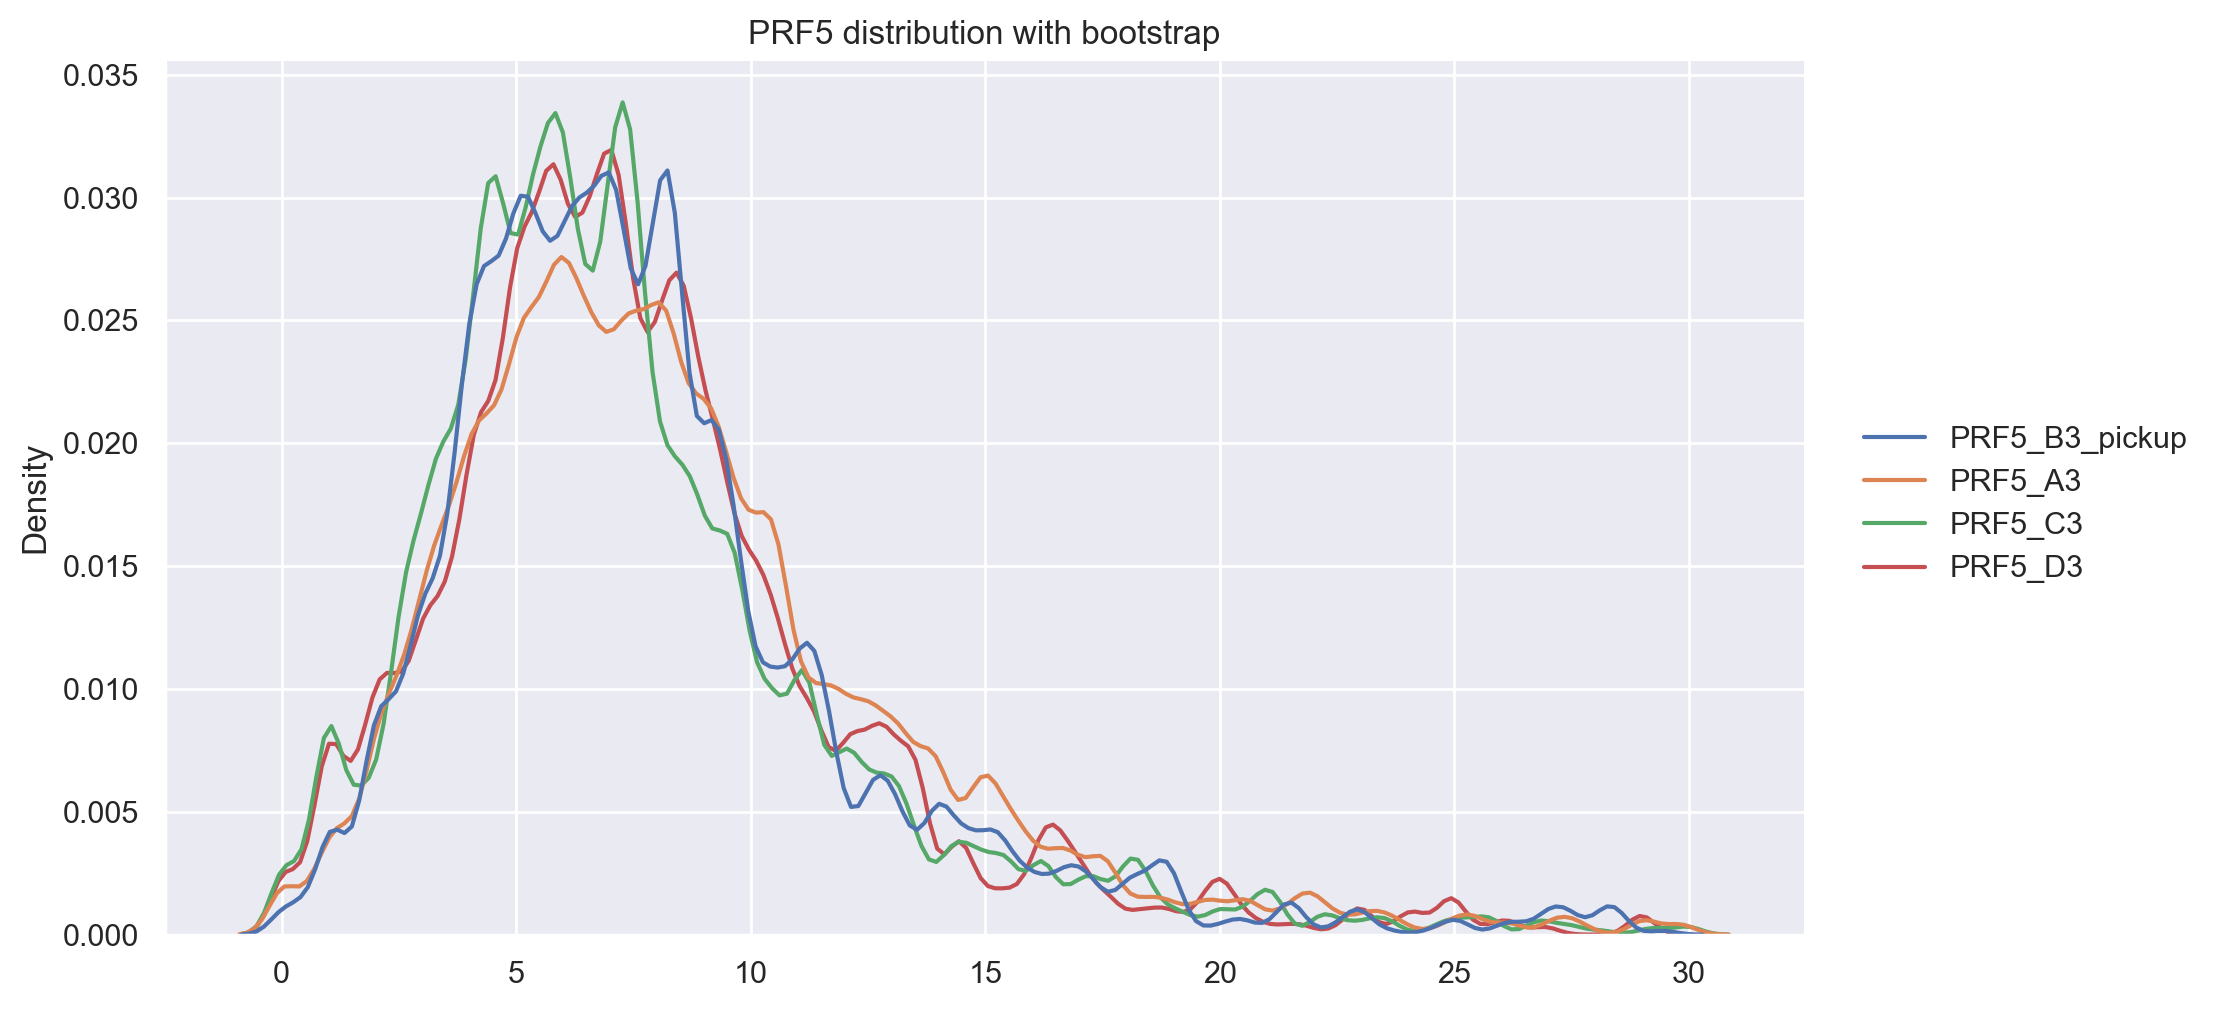 PRF5 distribution with bootstrap
0.035
0.030
0.025
0.020
0.015
0.010
0.005
0.000
Density
0 5 10 15 20 25 30
PRF5_B3_pickup
PRF5_A3
PRF5_C3
PRF5_D3